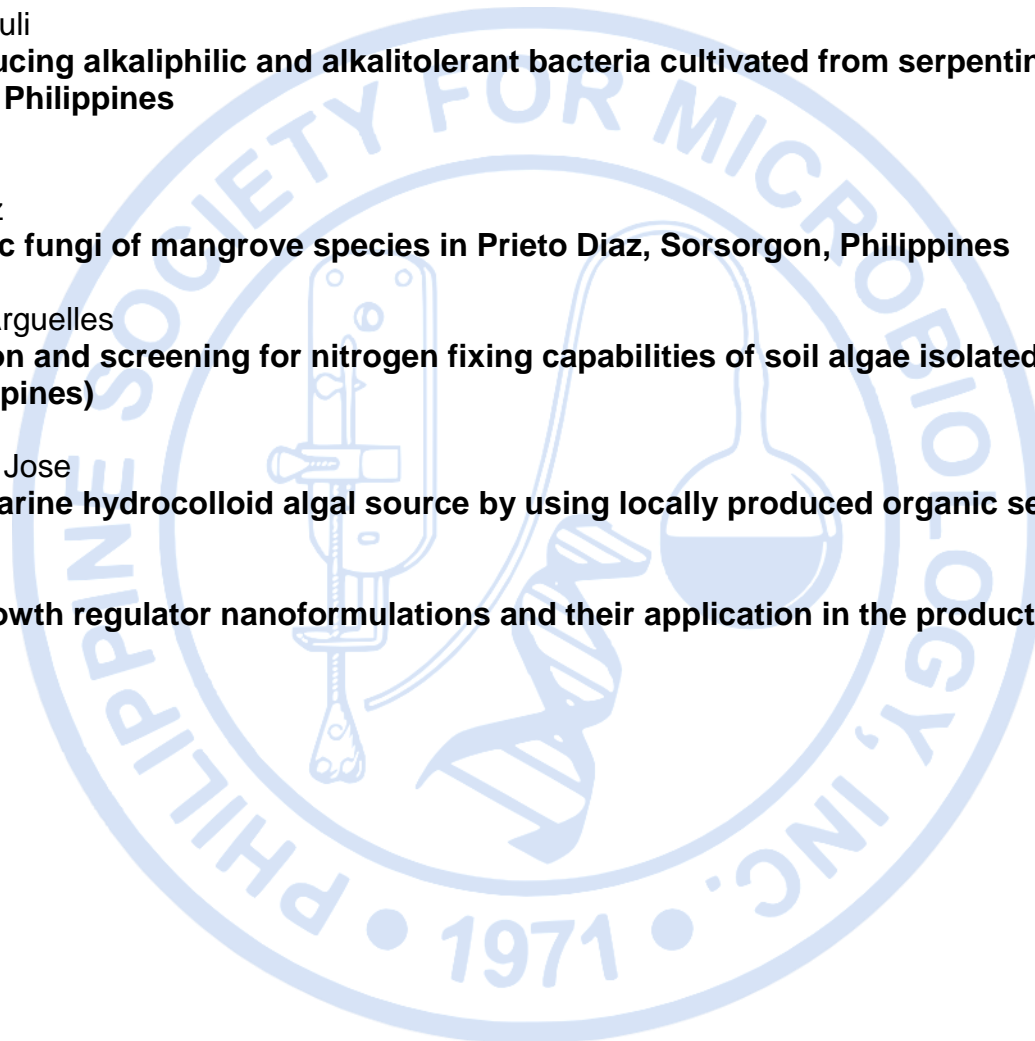 uli
ucing alkaliphilic and alkalitolerant bacteria cultivated from serpentin
Philippines
z
c fungi of mangrove species in Prieto Diaz, Sorsorgon, Philippines
rguelles
on and screening for nitrogen fixing capabilities of soil algae isolated
pines)
Jose
arine hydrocolloid algal source by using locally produced organic se
owth regulator nanoformulations and their application in the product
PHILIPPINE SOCIETY FOR MICROBIOLOGY, INC.
• 1971 •